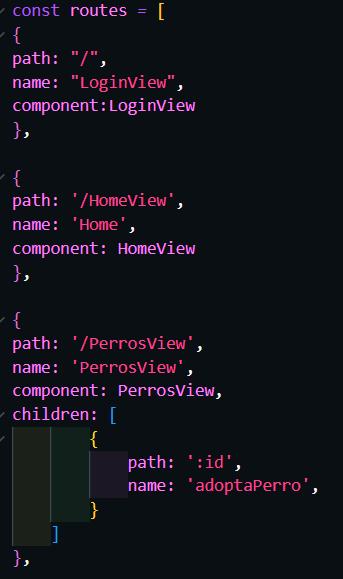 const routes = [
{
path: "/",
name: "LoginView",
component:LoginView
},
{
path: '/HomeView',
name: 'Home',
component: HomeView
},
{
path: '/PerrosView',
name: 'PerrosView',
component: PerrosView,
children: [
{
path: ':id',
name: 'adoptaPerro',
}
]
},